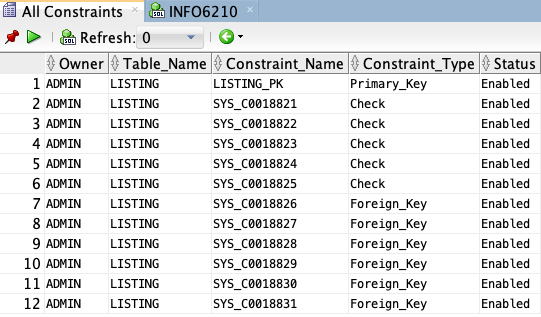 All Constraints INFO6210
Refresh: 0
Owner Table_Name Constraint_Name Constraint_Type Status
1 ADMIN LISTING LISTING_PK Primary_Key Enabled
2 ADMIN LISTING SYS_C0018821 Check Enabled
3 ADMIN LISTING SYS_C0018822 Check Enabled
4 ADMIN LISTING SYS_C0018823 Check Enabled
5 ADMIN LISTING SYS_C0018824 Check Enabled
6 ADMIN LISTING SYS_C0018825 Check Enabled
7 ADMIN LISTING SYS_C0018826 Foreign_Key Enabled
8 ADMIN LISTING SYS_C0018827 Foreign_Key Enabled
9 ADMIN LISTING SYS_C0018828 Foreign_Key Enabled
10 ADMIN LISTING SYS_C0018829 Foreign_Key Enabled
11 ADMIN LISTING SYS_C0018830 Foreign_Key Enabled
12 ADMIN LISTING SYS_C0018831 Foreign_Key Enabled